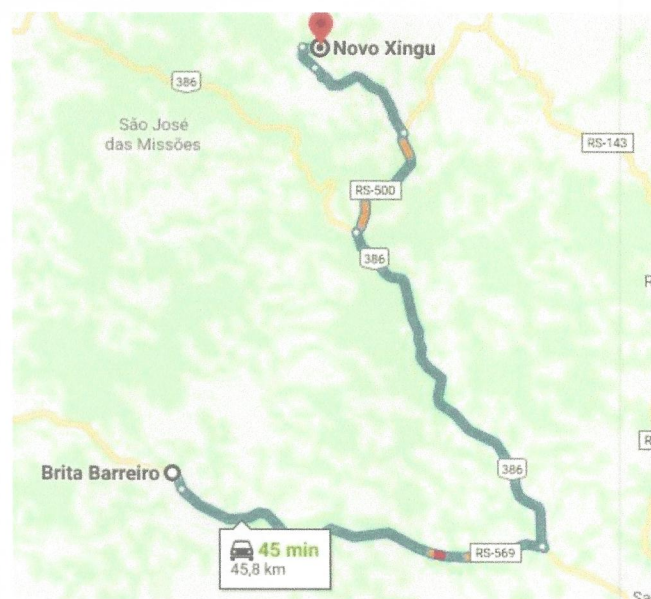 Novo Xingu
386
São José
das Missões
RS-143
RS-500
386
R
R
386
Brita Barreiro
45 min
45,8 km
RS-569
Sa